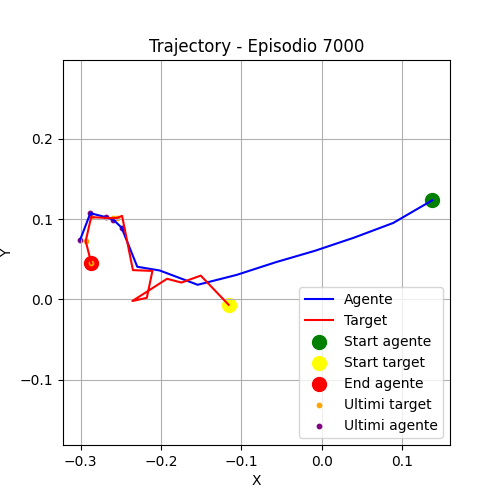 Trajectory - Episodio 7000
Y
0.2
0.1
0.0
−0.1
−0.3
−0.2
−0.1
0.0
0.1
X
Agente
Target
Start agente
Start target
End agente
Ultimi target
Ultimi agente